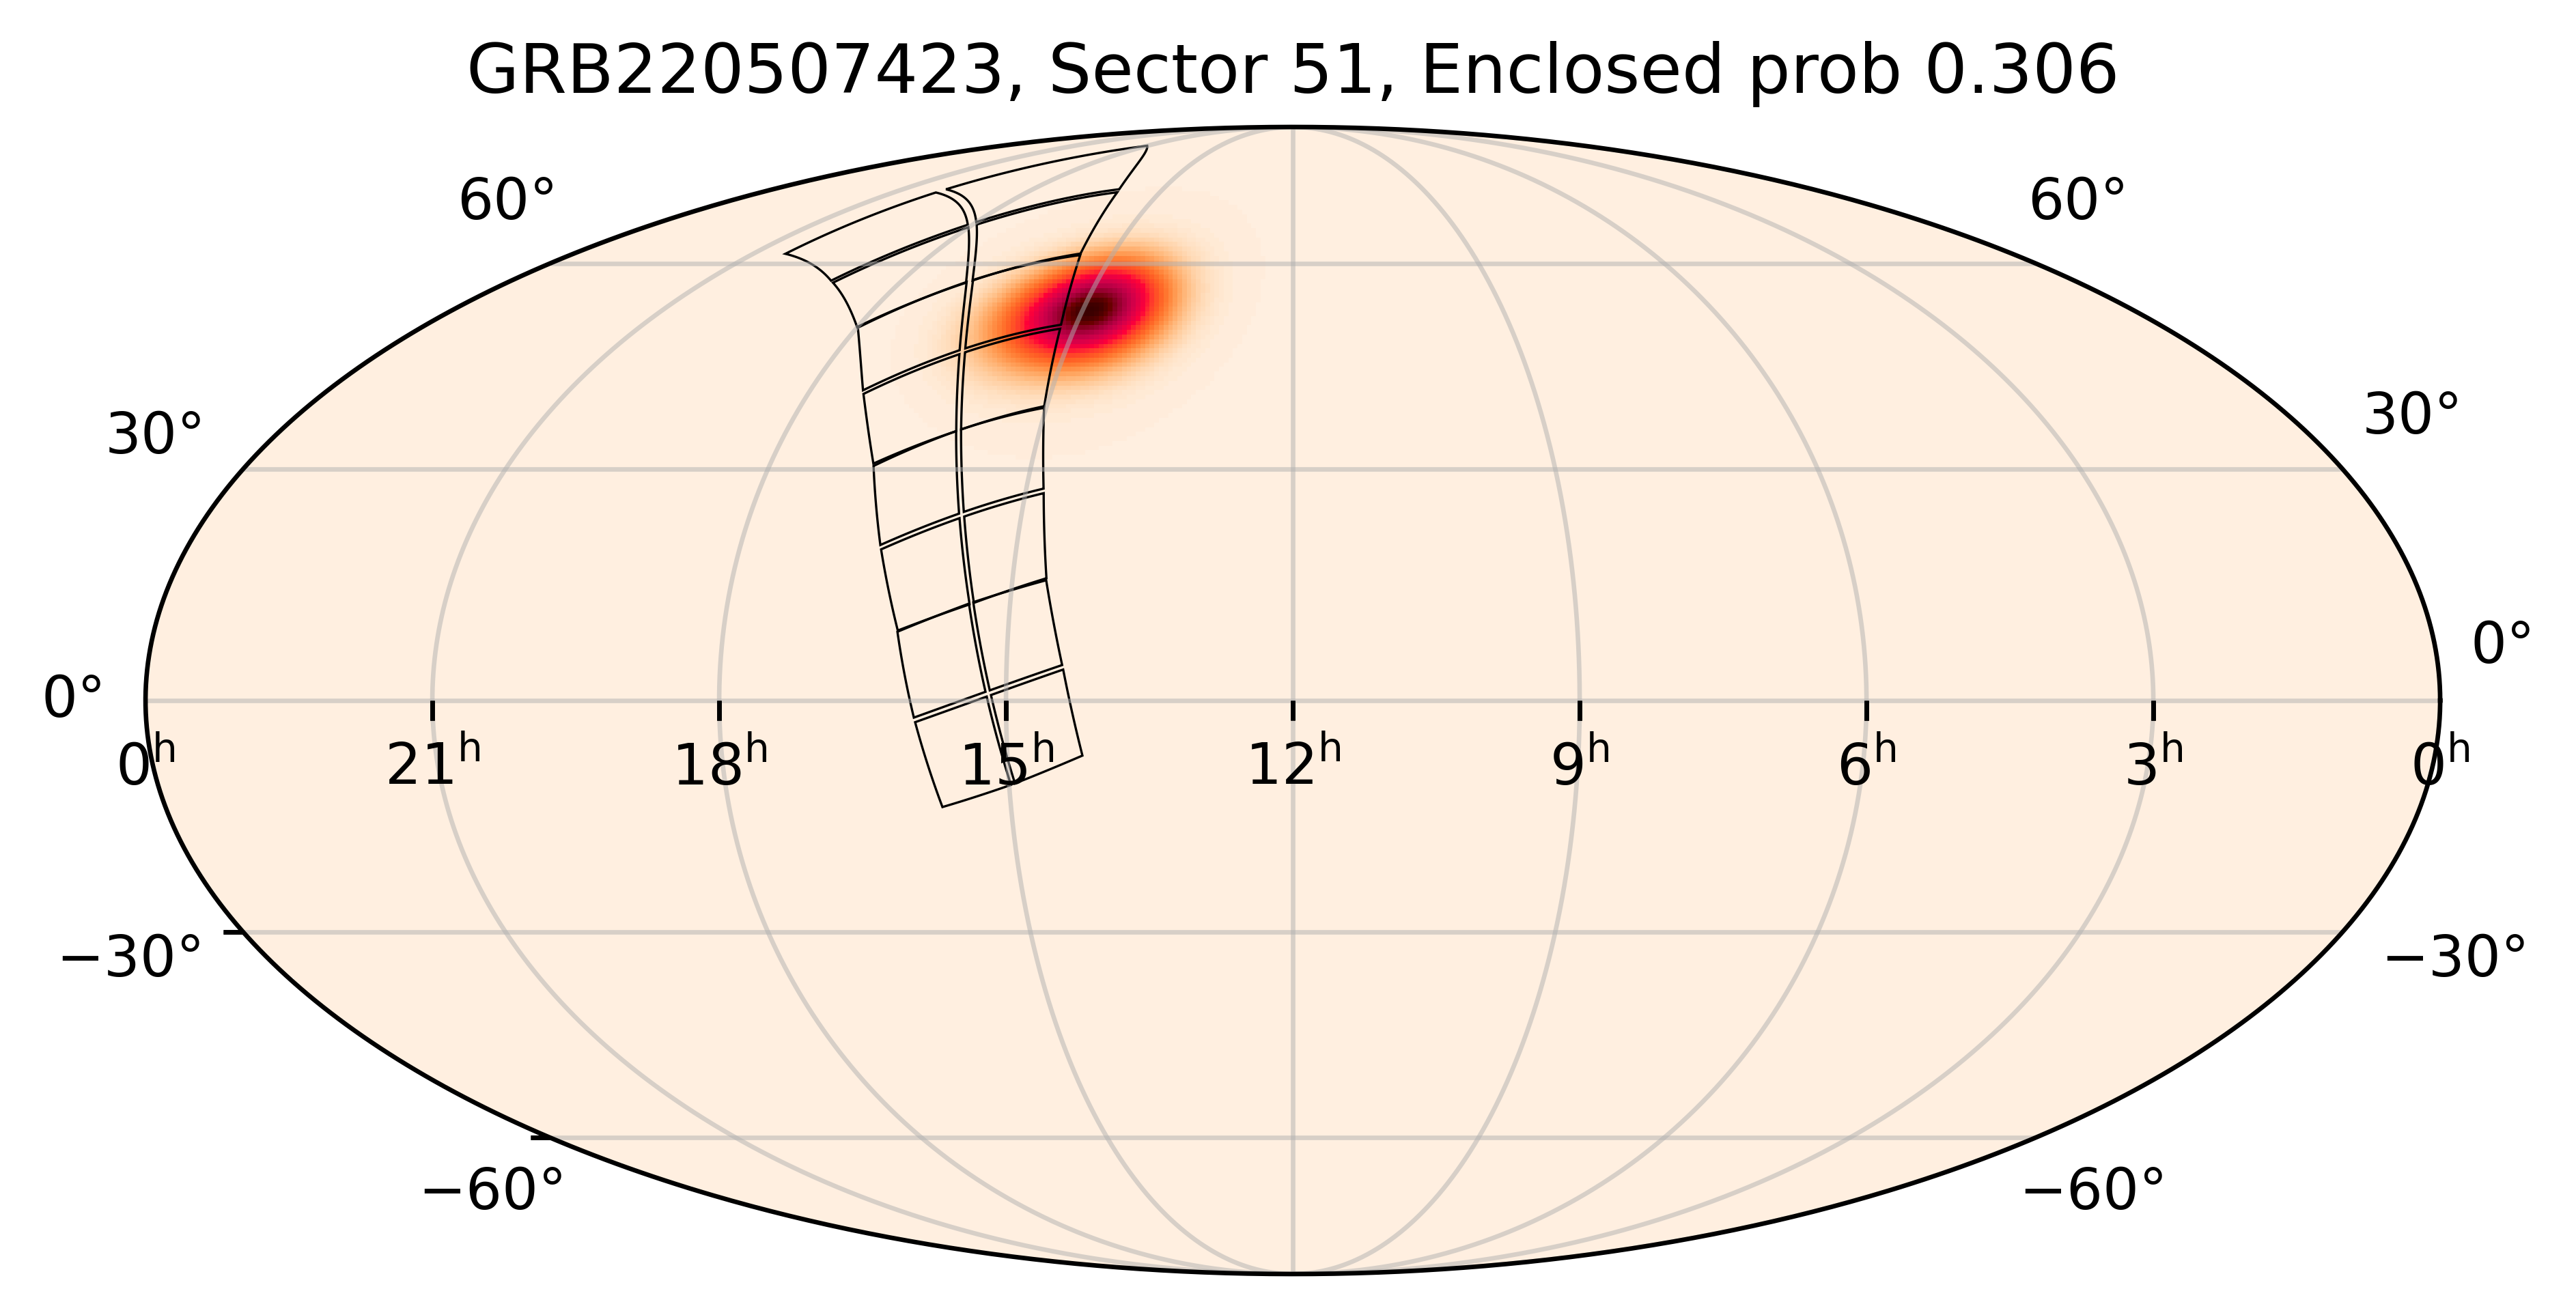 GRB220507423, Sector 51, Enclosed prob 0.306
60° 60°
30° 30°
0° 0°
0ʰ 21ʰ 18ʰ 15ʰ 12ʰ 9ʰ 6ʰ 3ʰ 0ʰ
−30° −30°
−60° −60°